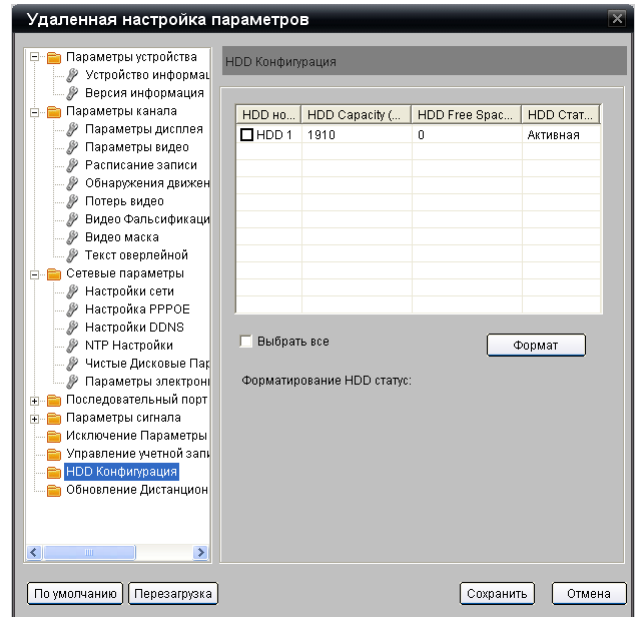 Удаленная настройка параметров
Параметры устройства
Устройство информац
Версия информация
Параметры канала
Параметры дисплея
Параметры видео
Расписание записи
Обнаружения движен
Потерь видео
Видео Фальсификаци
Видео маска
Текст оверлейной
Сетевые параметры
Настройки сети
Настройка PPPOE
Настройки DDNS
NTP Настройки
Чистые Дисковые Пар
Параметры электрон
Последовательный порт
Параметры сигнала
Исключение Параметры
Управление учетной запи
HDD Конфигурация
Обновление Дистанцион
HDD Конфигурация
HDD но... HDD Capacity (... HDD Free Spac... HDD Стат...
HDD 1 1910 0 Активная
Выбрать все
Формат
Форматирование HDD статус:
По умолчанию Перезагрузка Сохранить Отмена